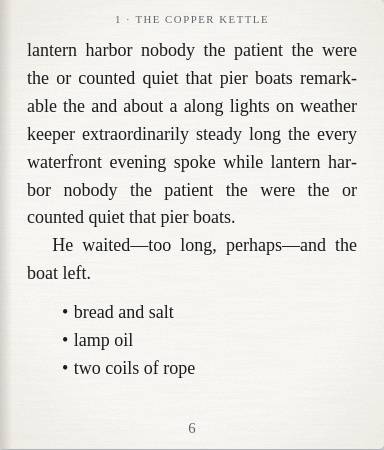 1 · THE COPPER KETTLE
lantern harbor nobody the patient the were
the or counted quiet that pier boats remark-
able the and about a along lights on weather
keeper extraordinarily steady long the every
waterfront evening spoke while lantern har-
bor nobody the patient the were the or
counted quiet that pier boats.
He waited—too long, perhaps—and the
boat left.
• bread and salt
• lamp oil
• two coils of rope
6